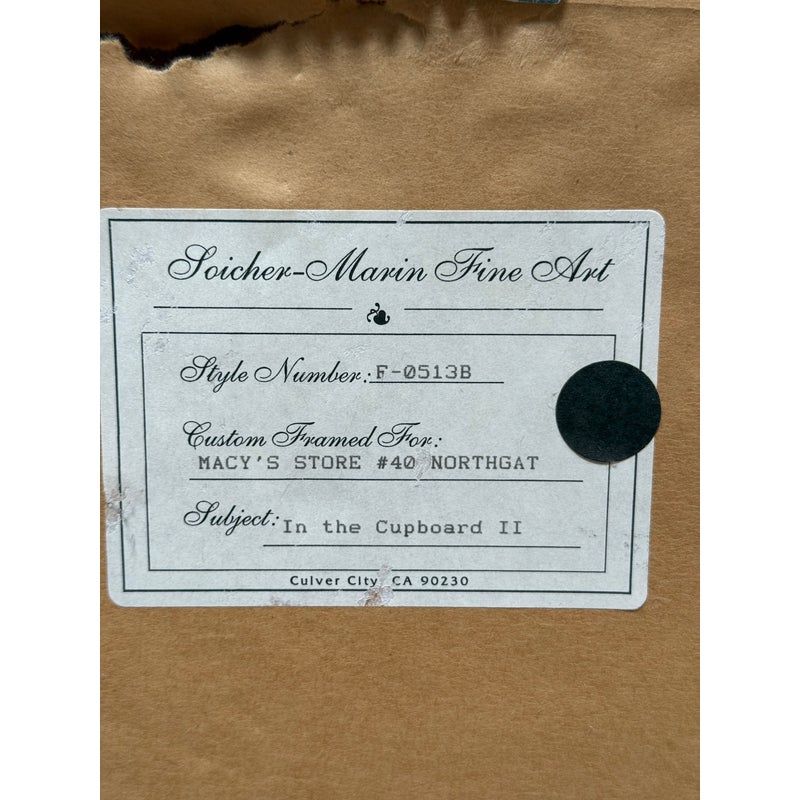 Soicher-Marin Fine Art
Style Number: F-0513B
Custom Framed For:
MACY'S STORE #40 NORTHGAT
Subject: In the Cupboard II
Culver City, CA 90230